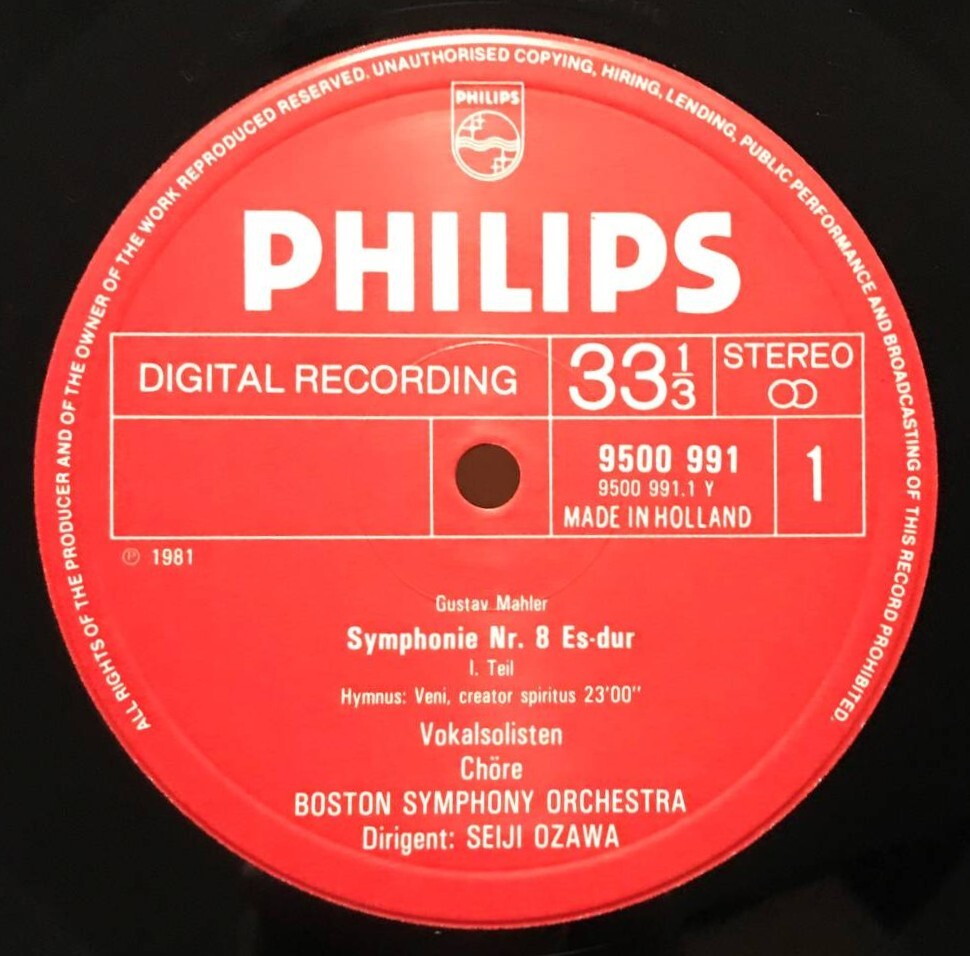 ALL RIGHTS OF THE PRODUCER AND OF THE OWNER OF THE WORK REPRODUCED RESERVED. UNAUTHORISED COPYING, HIRING, LENDING, PUBLIC PERFORMANCE AND BROADCASTING OF THIS RECORD PROHIBITED.
PHILIPS
PHILIPS
DIGITAL RECORDING
33 1/3
STEREO
9500 991
9500 991.1 Y
MADE IN HOLLAND
1
℗ 1981
Gustav Mahler
Symphonie Nr. 8 Es-dur
I. Teil
Hymnus: Veni, creator spiritus 23'00"
Vokalsolisten
Chöre
BOSTON SYMPHONY ORCHESTRA
Dirigent: SEIJI OZAWA